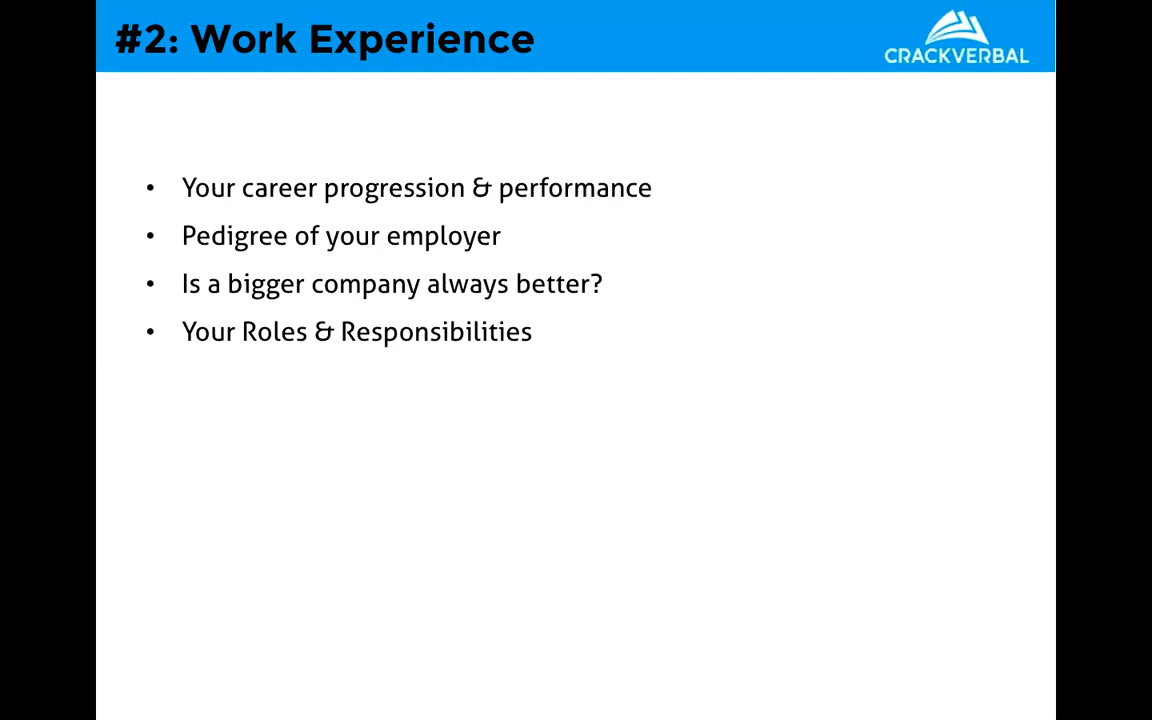 #2: Work Experience
CRACKVERBAL
• Your career progression & performance
• Pedigree of your employer
• Is a bigger company always better?
• Your Roles & Responsibilities